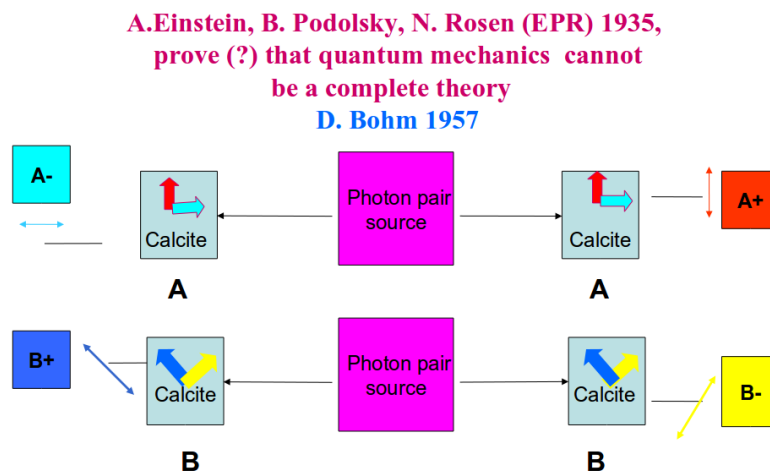 A.Einstein, B. Podolsky, N. Rosen (EPR) 1935,
prove (?) that quantum mechanics cannot
be a complete theory
D. Bohm 1957
A-
Calcite
A
Photon pair
source
Calcite
A
A+
B+
Calcite
B
Photon pair
source
Calcite
B
B-